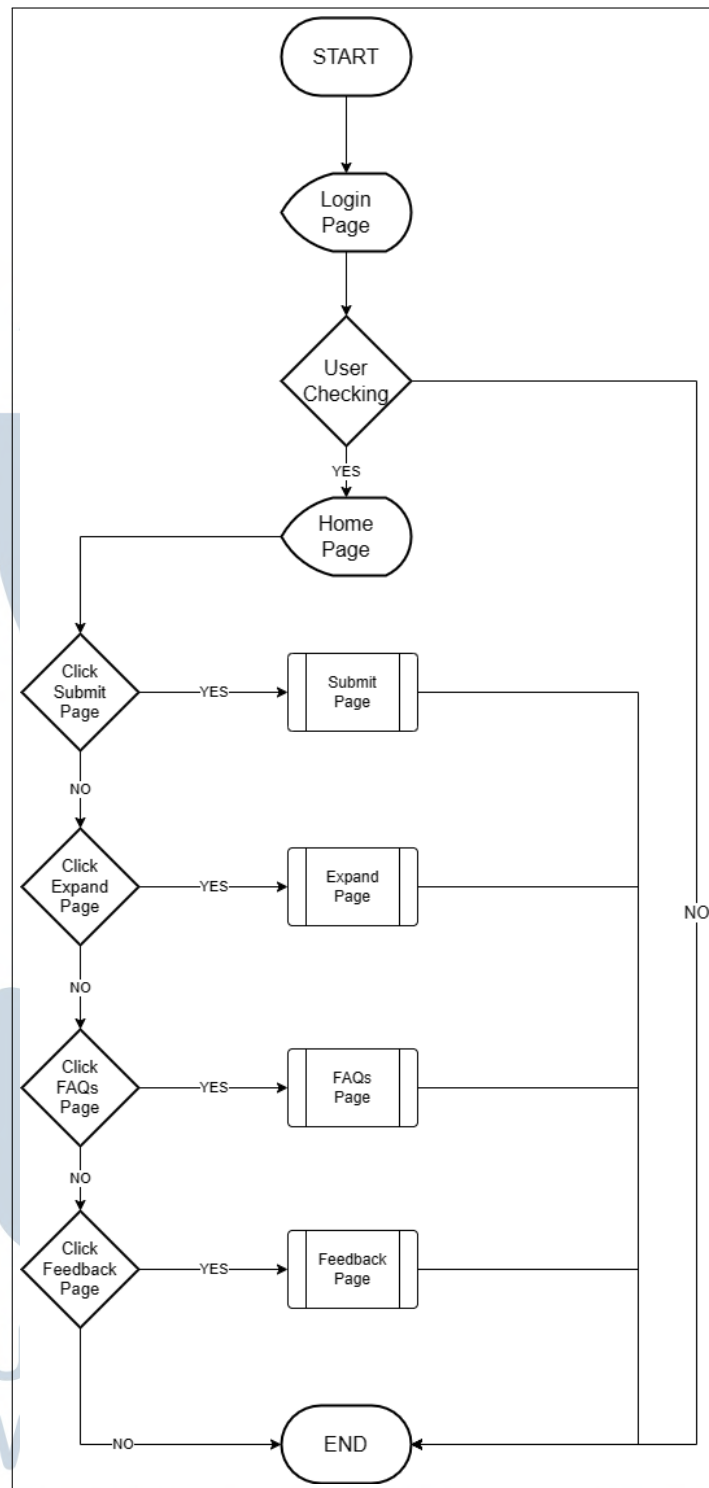 START
Login
Page
User
Checking
YES
Home
Page
Click
Submit
Page
YES
Submit
Page
NO
Click
Expand
Page
YES
Expand
Page
NO
NO
Click
FAQs
Page
YES
FAQs
Page
NO
Click
Feedback
Page
YES
Feedback
Page
NO
END